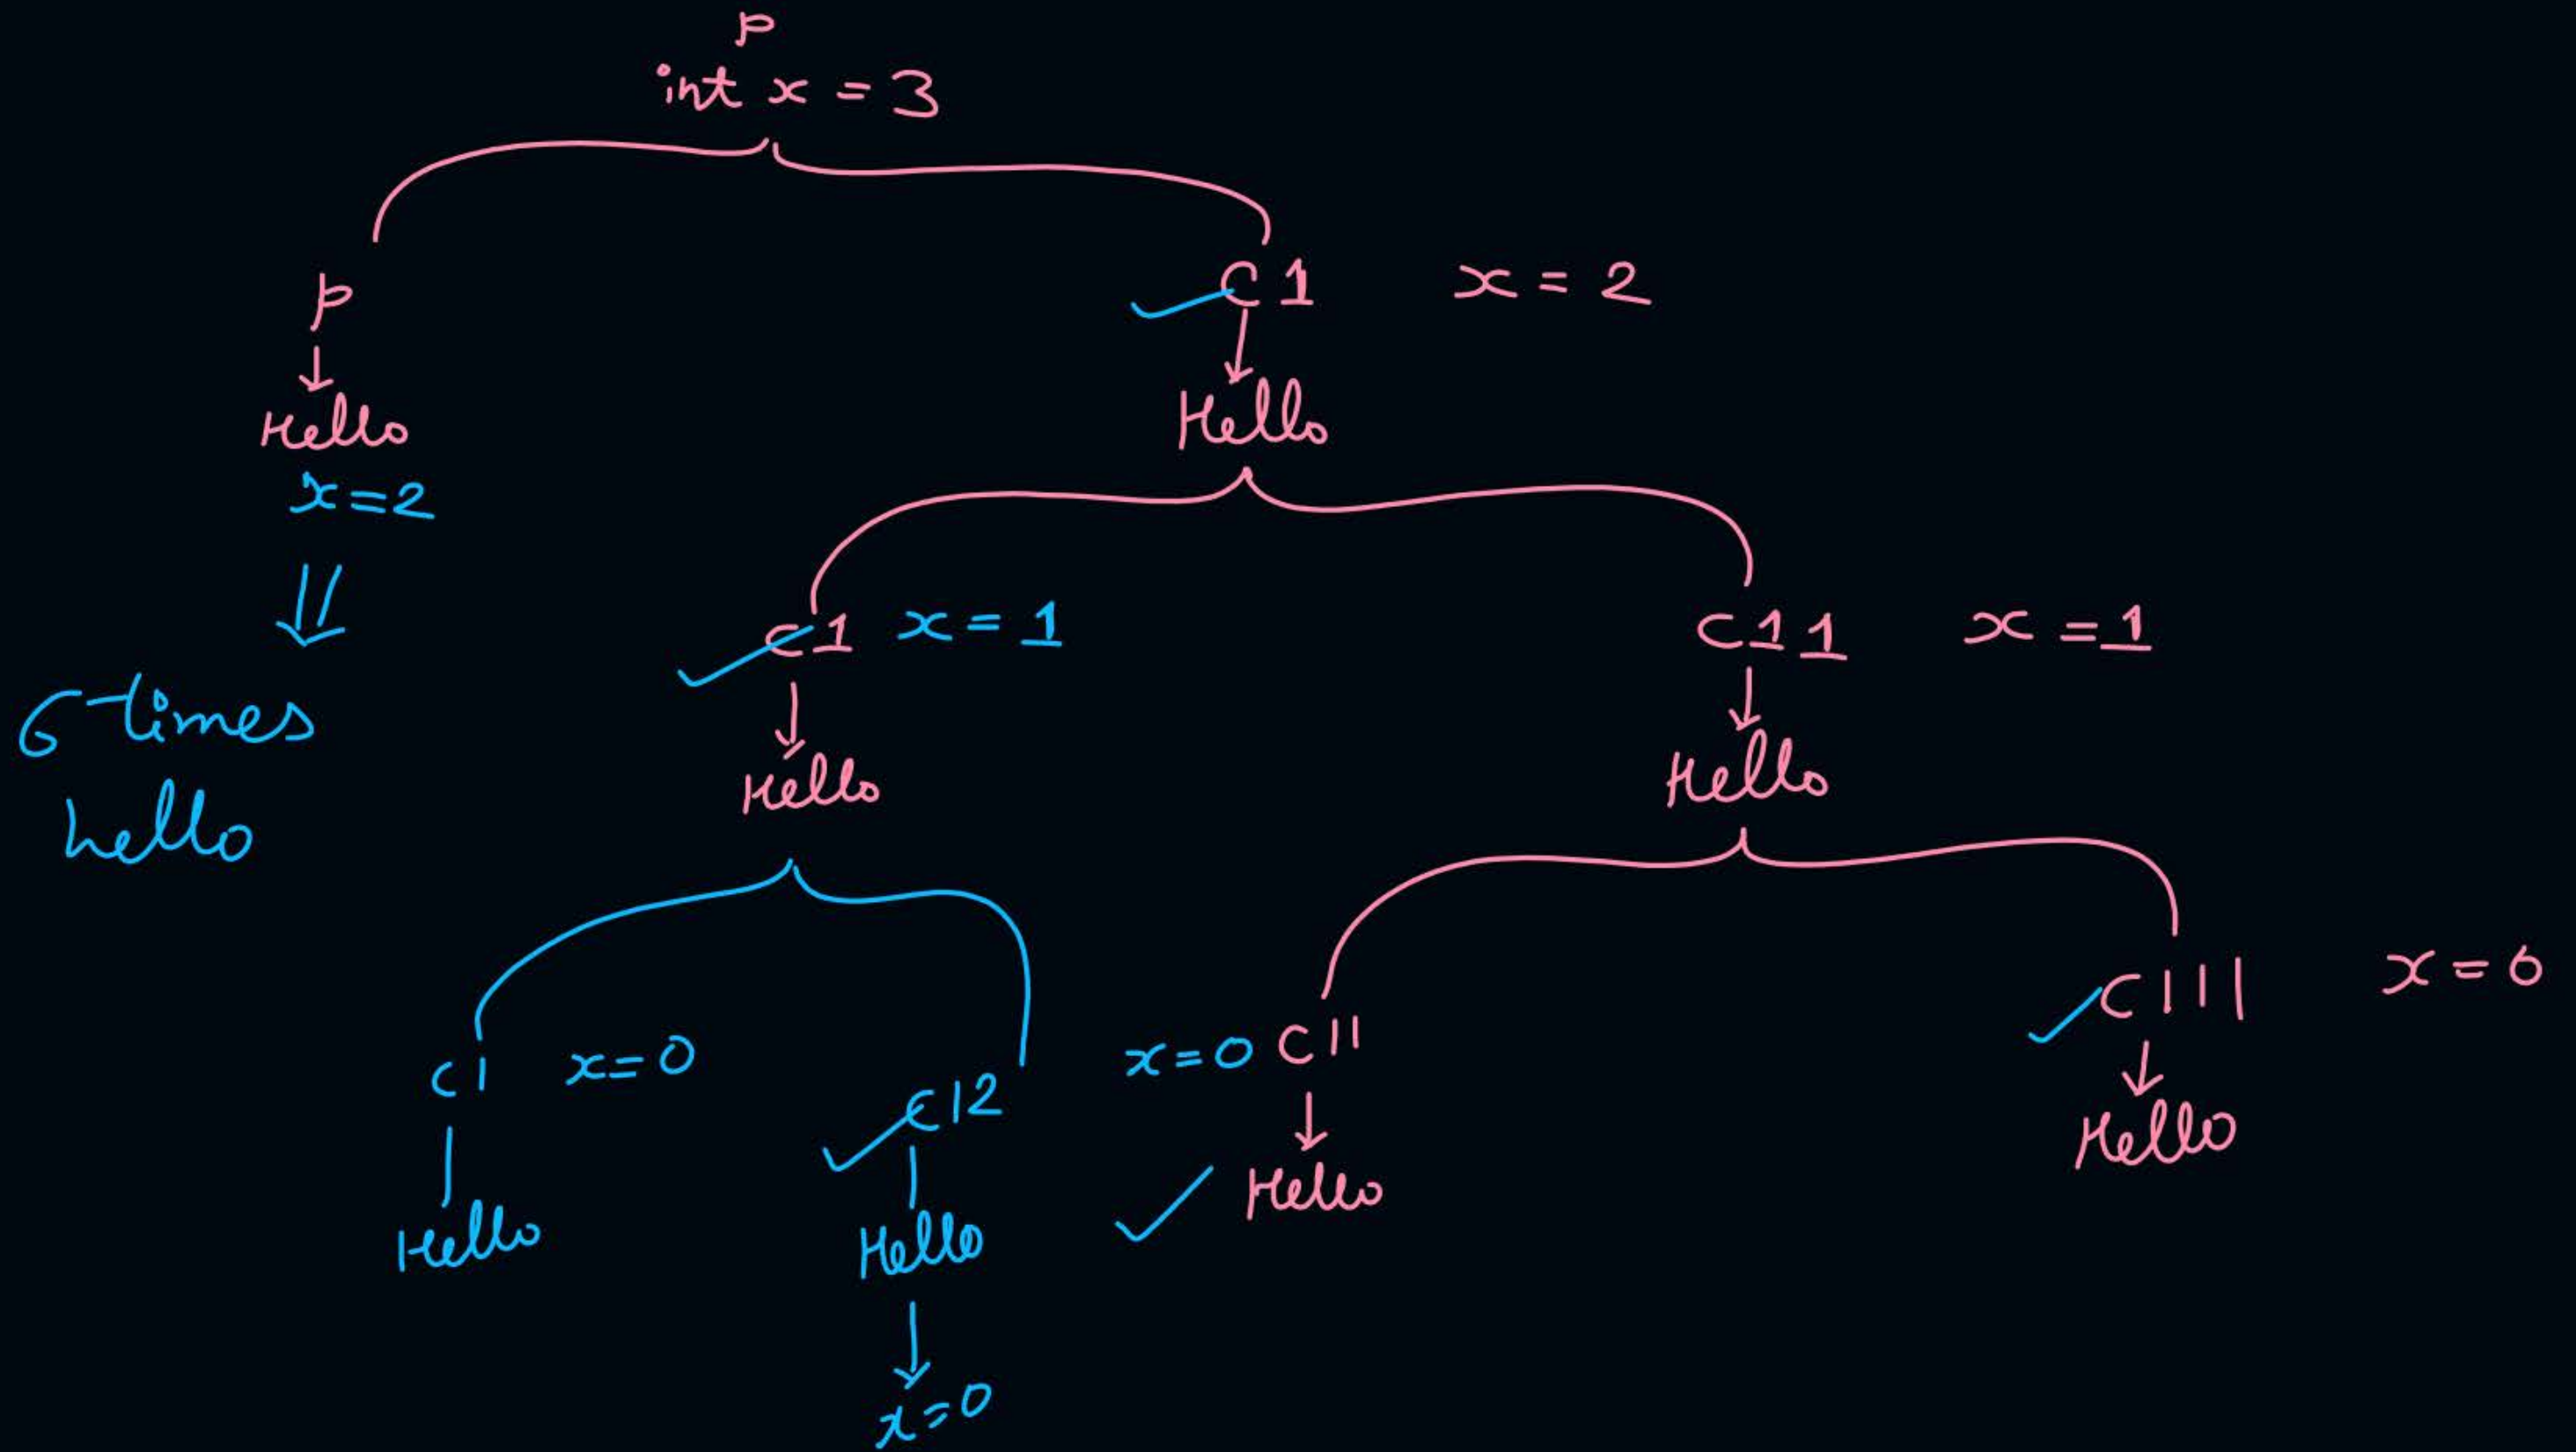 p
int x = 3
p
C1 x = 2
Hello
Hello
x=2
C1 x = 1
C11 x = 1
6 times
hello
Hello
Hello
C1 x=0
C12
x=0 C11
C111 x=0
Hello
Hello
Hello
Hello
x=0